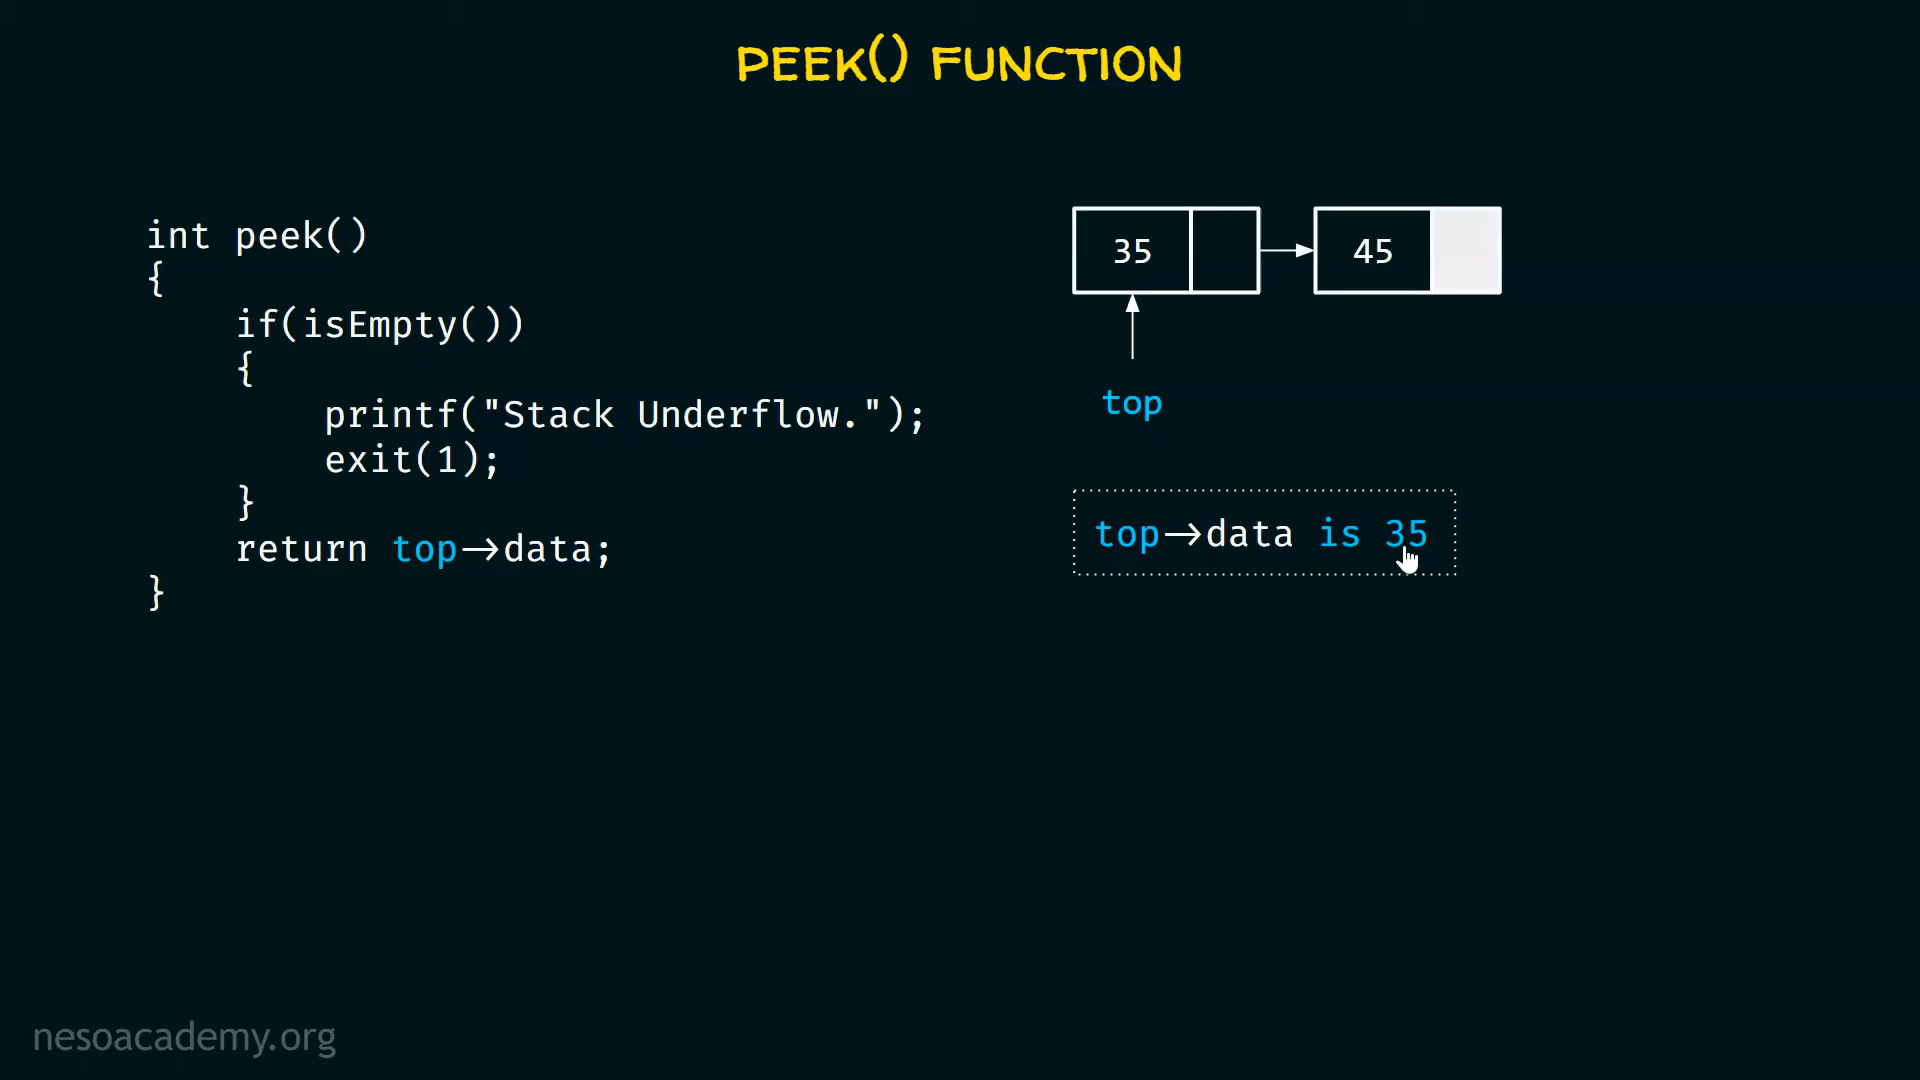 PEEK() FUNCTION
int peek()
{
if(isEmpty())
{
printf("Stack Underflow.");
exit(1);
}
return top→data;
}
35
45
top
top→data is 35
nesoacademy.org